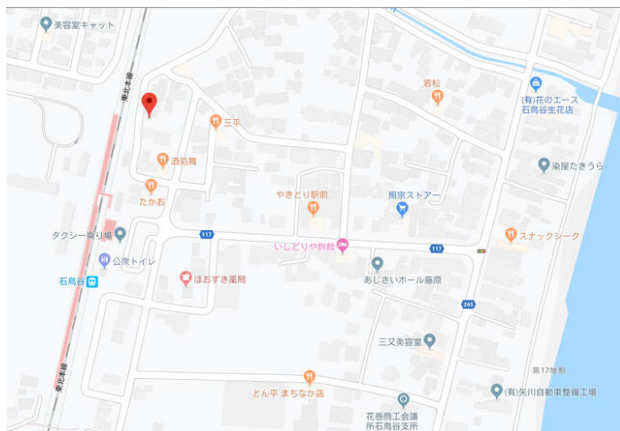 美容室キャット
東北本線
若松
(有)花のエース
石鳥谷生花店
三平
酒処舞
染屋たきうら
たかお
やきとり駅前
照宗ストアー
タクシー乗り場
117
いしどりや旅館
117
スナックシーク
公衆トイレ
石鳥谷
ほおずき薬局
あじさいホール藤原
265
三又美容室
東北本線
第17地割
とん平 まちなか店
(有)矢川自動車整備工場
花巻商工会議
所石鳥谷支所